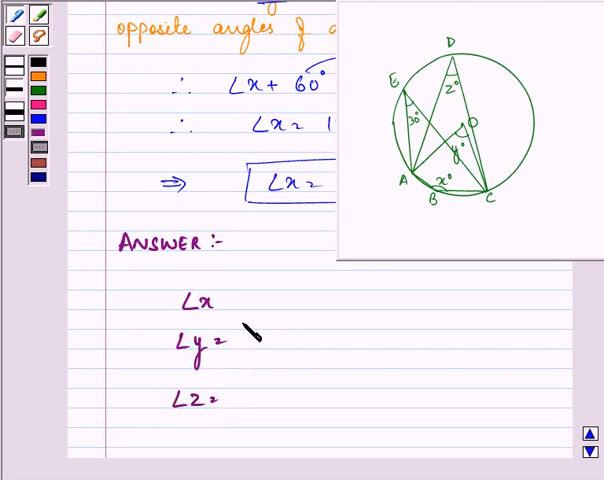 opposite angles of a
∴ ∠x + 60°
∴ ∠x = 1
⇒ ∠x =
ANSWER :-
∠x
∠y =
∠z =
D
E
z°
30°
O
y°
A
x°
B
C